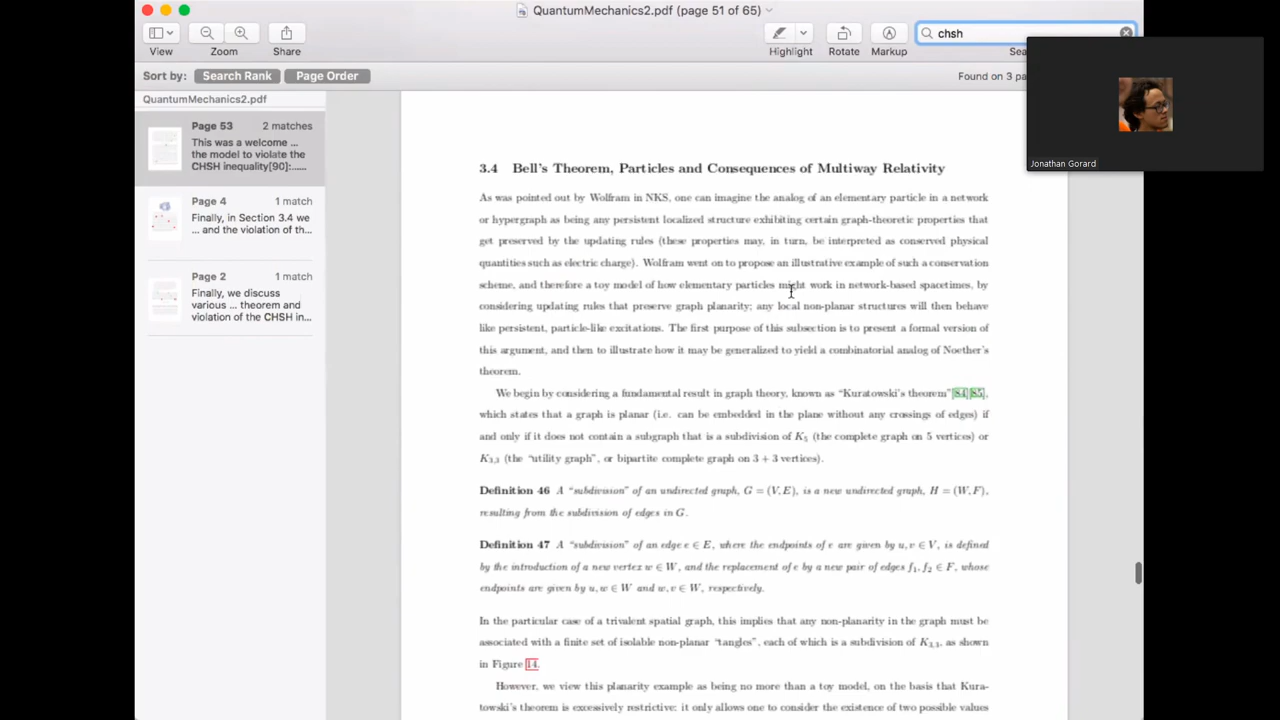 QuantumMechanics2.pdf (page 51 of 65)
View
Zoom
Share
Highlight
Rotate
Markup
chsh
Sea
Sort by:
Search Rank
Page Order
Found on 3 pa
QuantumMechanics2.pdf
Page 53
2 matches
This was a welcome ...
the model to violate the
CHSH inequality[90]:.....
Page 4
1 match
Finally, in Section 3.4 we
... and the violation of th...
Page 2
1 match
Finally, we discuss
various ... theorem and
violation of the CHSH in...
Jonathan Gorard
3.4 Bell's Theorem, Particles and Consequences of Multiway Relativity
As was pointed out by Wolfram in NKS, one can imagine the analog of an elementary particle in a network
or hypergraph as being any persistent localized structure exhibiting certain graph-theoretic properties that
get preserved by the updating rules (these properties may, in turn, be interpreted as conserved physical
quantities such as electric charge). Wolfram went on to propose an illustrative example of such a conservation
scheme, and therefore a toy model of how elementary particles might work in network-based spacetimes, by
considering updating rules that preserve graph planarity; any local non-planar structures will then behave
like persistent, particle-like excitations. The first purpose of this subsection is to present a formal version of
this argument, and then to illustrate how it may be generalized to yield a combinatorial analog of Noether's
theorem.
We begin by considering a fundamental result in graph theory, known as "Kuratowski's theorem"[84][85],
which states that a graph is planar (i.e. can be embedded in the plane without any crossings of edges) if
and only if it does not contain a subgraph that is a subdivision of K₅ (the complete graph on 5 vertices) or
K₃,₃ (the "utility graph", or bipartite complete graph on 3 + 3 vertices).
Definition 46 A "subdivision" of an undirected graph, G = (V, E), is a new undirected graph, H = (W, F),
resulting from the subdivision of edges in G.
Definition 47 A "subdivision" of an edge e ∈ E, where the endpoints of e are given by u, v ∈ V, is defined
by the introduction of a new vertex w ∈ W, and the replacement of e by a new pair of edges f₁, f₂ ∈ F, whose
endpoints are given by u, w ∈ W and w, v ∈ W, respectively.
In the particular case of a trivalent spatial graph, this implies that any non-planarity in the graph must be
associated with a finite set of isolable non-planar "tangles", each of which is a subdivision of K₃,₃, as shown
in Figure 14.
However, we view this planarity example as being no more than a toy model, on the basis that Kura-
towski's theorem is excessively restrictive: it only allows one to consider the existence of two possible values